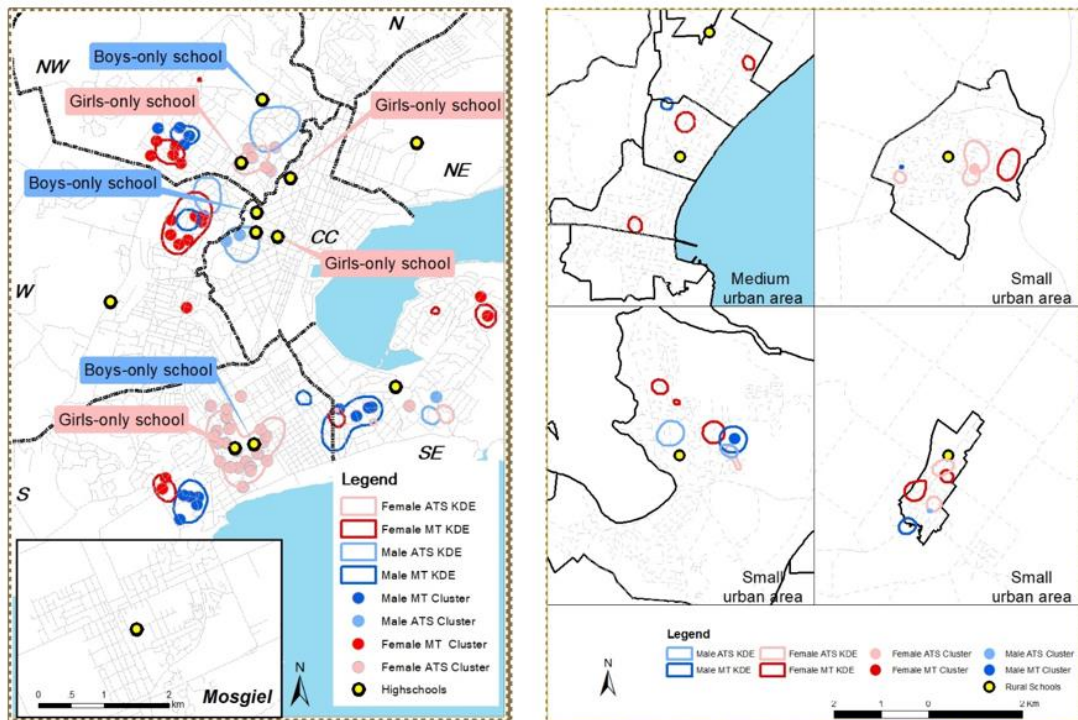 N
NW
Boys-only school
Girls-only school
Girls-only school
NE
Boys-only school
CC
Girls-only school
W
Boys-only school
Girls-only school
SE
S
Legend
Female ATS KDE
Female MT KDE
Male ATS KDE
Male MT KDE
Male MT Cluster
Male ATS Cluster
Female MT Cluster
Female ATS Cluster
Highschools
N
0 .5 1 2
km
Mosgiel
Medium
urban area
Small
urban area
Small
urban area
Small
urban area
Legend
Male ATS KDE
Female ATS KDE
Female MT Cluster
Male ATS Cluster
Male MT KDE
Female MT KDE
Female MT Cluster
Male MT Cluster
Rural Schools
N
2 1 0 2 Km